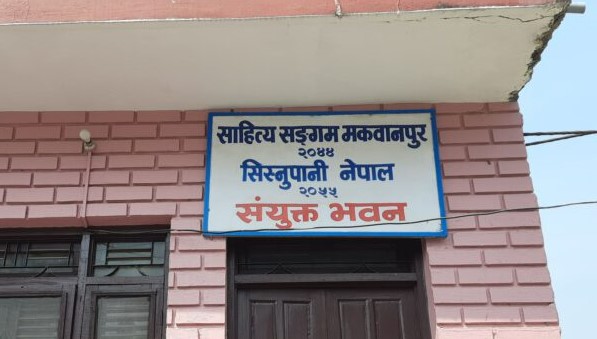 साहित्य सङ्गम मकवानपुर
२०४४
सिस्नुपानी नेपाल
२०५५
संयुक्त भवन